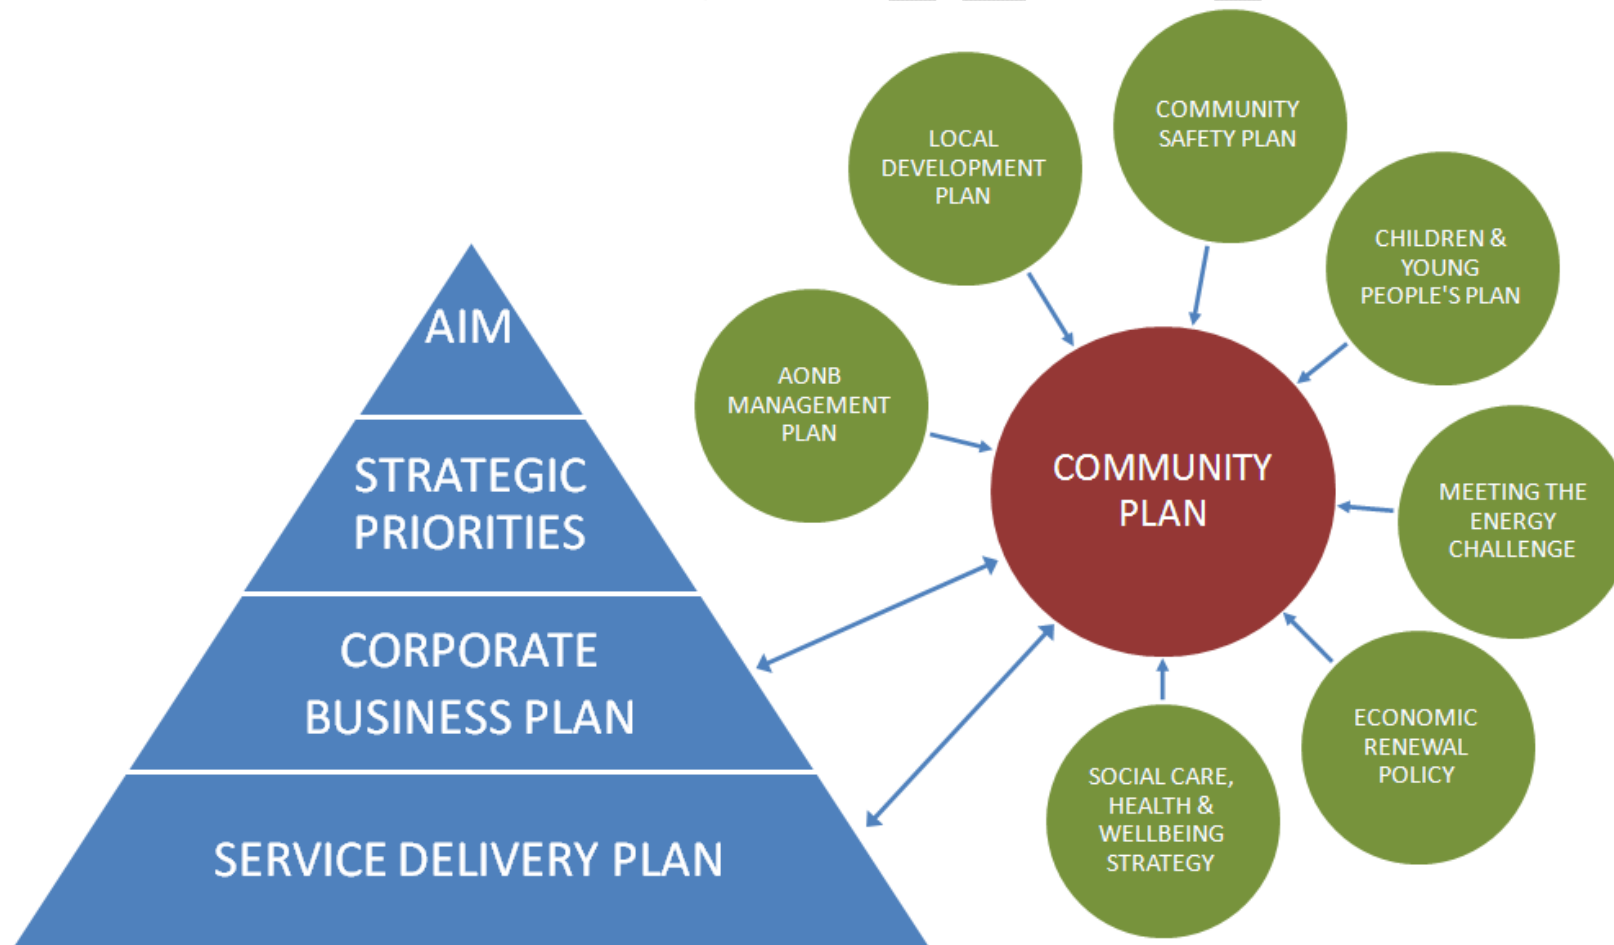 AIM
STRATEGIC
PRIORITIES
CORPORATE
BUSINESS PLAN
SERVICE DELIVERY PLAN
AONB
MANAGEMENT
PLAN
LOCAL
DEVELOPMENT
PLAN
COMMUNITY
SAFETY PLAN
CHILDREN &
YOUNG
PEOPLE'S PLAN
MEETING THE
ENERGY
CHALLENGE
ECONOMIC
RENEWAL
POLICY
SOCIAL CARE,
HEALTH &
WELLBEING
STRATEGY
COMMUNITY
PLAN